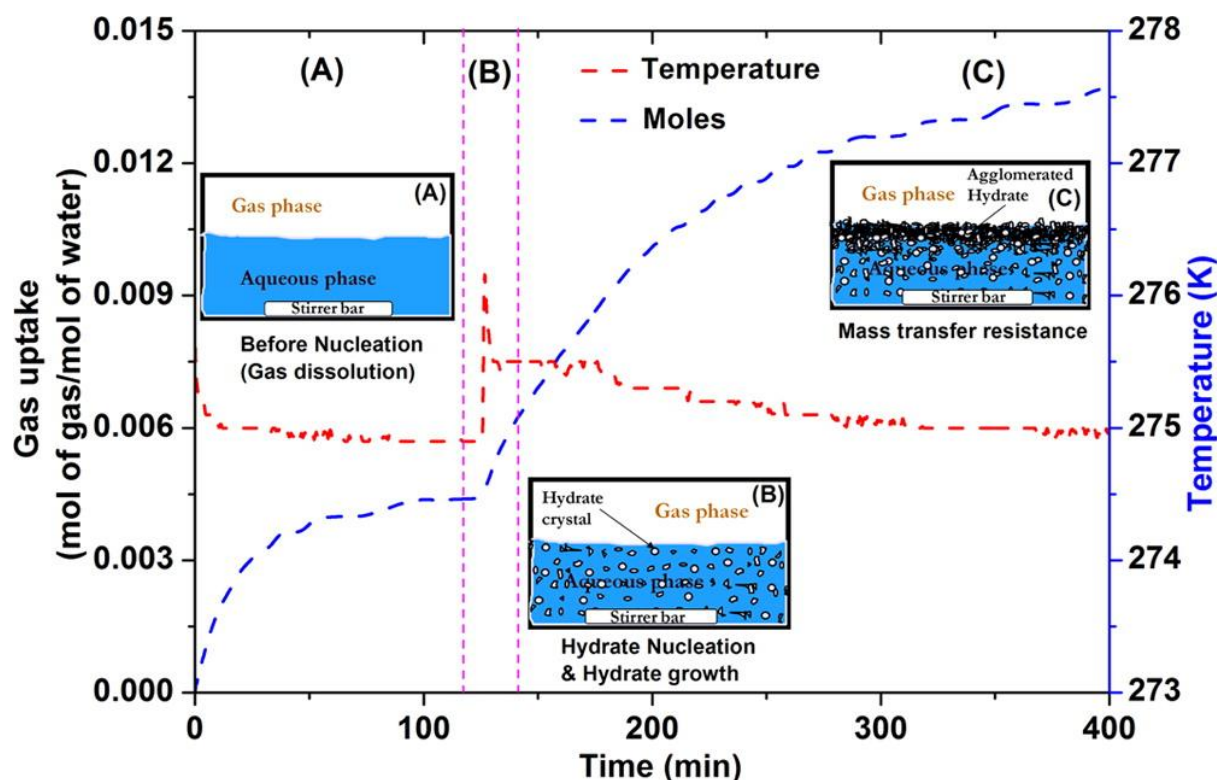 Gas uptake
(mol of gas/mol of water)
0.015
0.012
0.009
0.006
0.003
0.000
(A)
(B)
(C)
Temperature
Moles
278
277
276
275
274
273
Temperature (K)
(A)
Gas phase
Aqueous phase
Stirrer bar
Before Nucleation
(Gas dissolution)
Agglomerated
Hydrate
(C)
Gas phase
Aqueous phases
Stirrer bar
Mass transfer resistance
(B)
Hydrate
crystal
Gas phase
Aqueous phase
Stirrer bar
Hydrate Nucleation
& Hydrate growth
0
100
200
300
400
Time (min)